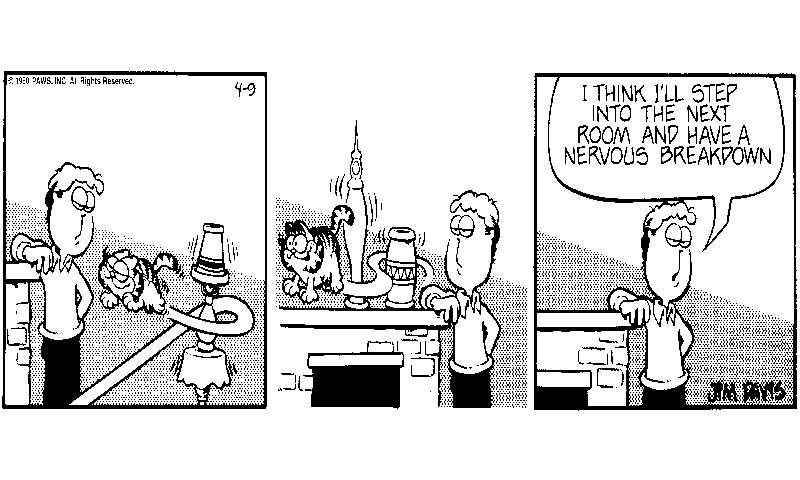 © 1980 PAWS, INC. All Rights Reserved.
4-9
I THINK I'LL STEP
INTO THE NEXT
ROOM AND HAVE A
NERVOUS BREAKDOWN
JIM DAVIS